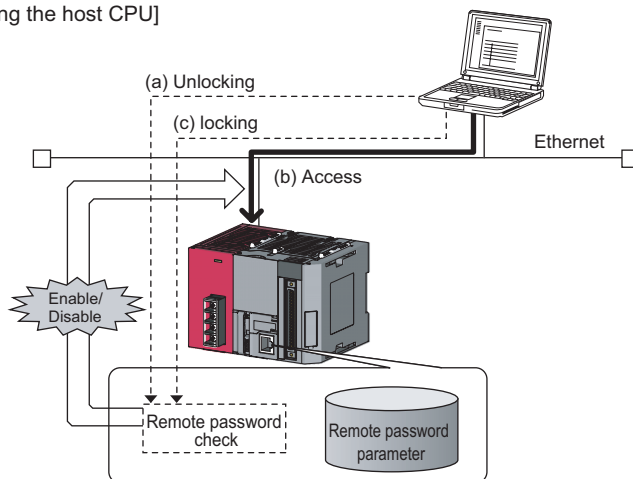 ng the host CPU]
(a) Unlocking
(c) locking
Ethernet
(b) Access
Enable/
Disable
Remote password
check
Remote password
parameter